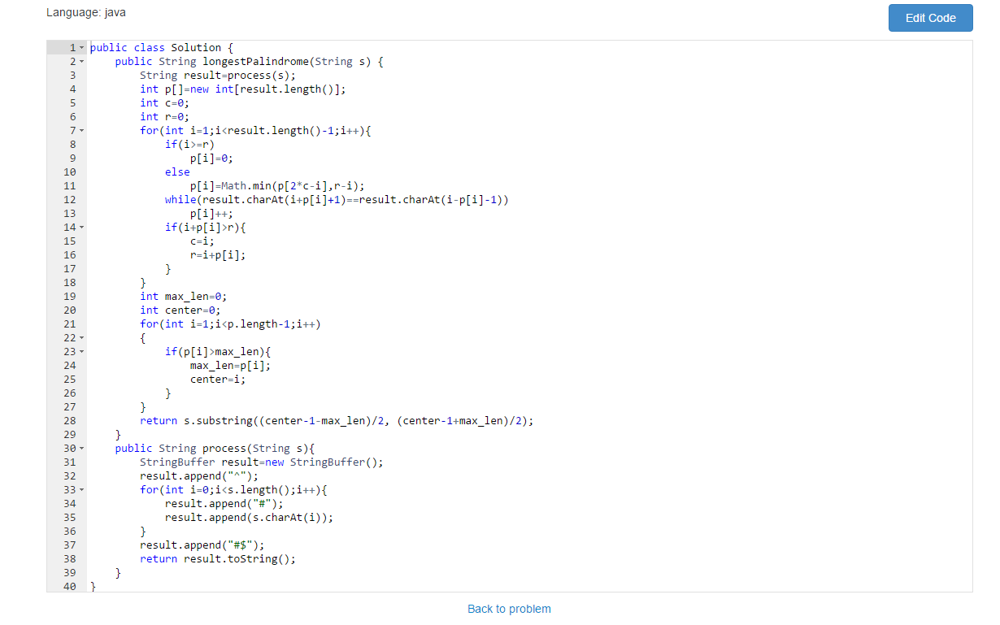 Language: java
Edit Code
1 public class Solution {
2     public String longestPalindrome(String s) {
3         String result=process(s);
4         int p[]=new int[result.length()];
5         int c=0;
6         int r=0;
7         for(int i=1;i<result.length()-1;i++){
8             if(i>=r)
9                 p[i]=0;
10             else
11                 p[i]=Math.min(p[2*c-i],r-i);
12             while(result.charAt(i+p[i]+1)==result.charAt(i-p[i]-1))
13                 p[i]++;
14             if(i+p[i]>r){
15                 c=i;
16                 r=i+p[i];
17             }
18         }
19         int max_len=0;
20         int center=0;
21         for(int i=1;i<p.length-1;i++)
22         {
23             if(p[i]>max_len){
24                 max_len=p[i];
25                 center=i;
26             }
27         }
28         return s.substring((center-1-max_len)/2, (center-1+max_len)/2);
29     }
30     public String process(String s){
31         StringBuffer result=new StringBuffer();
32         result.append("^");
33         for(int i=0;i<s.length();i++){
34             result.append("#");
35             result.append(s.charAt(i));
36         }
37         result.append("#$");
38         return result.toString();
39     }
40 }
Back to problem